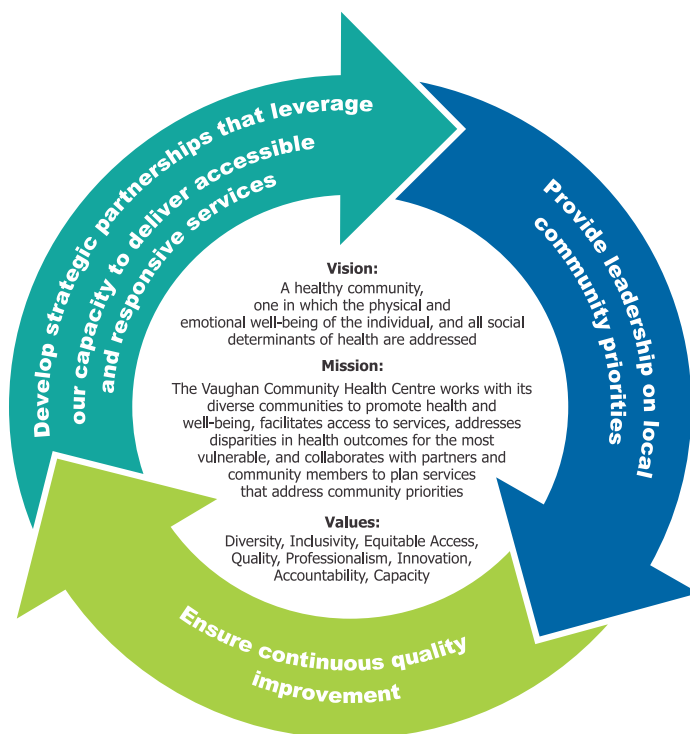 Develop strategic partnerships that leverage
our capacity to deliver accessible
and responsive services
Provide leadership on local
community priorities
Vision:
A healthy community,
one in which the physical and
emotional well-being of the individual, and all social
determinants of health are addressed
Mission:
The Vaughan Community Health Centre works with its
diverse communities to promote health and
well-being, facilitates access to services, addresses
disparities in health outcomes for the most
vulnerable, and collaborates with partners and
community members to plan services
that address community priorities
Values:
Diversity, Inclusivity, Equitable Access,
Quality, Professionalism, Innovation,
Accountability, Capacity
Ensure continuous quality
improvement